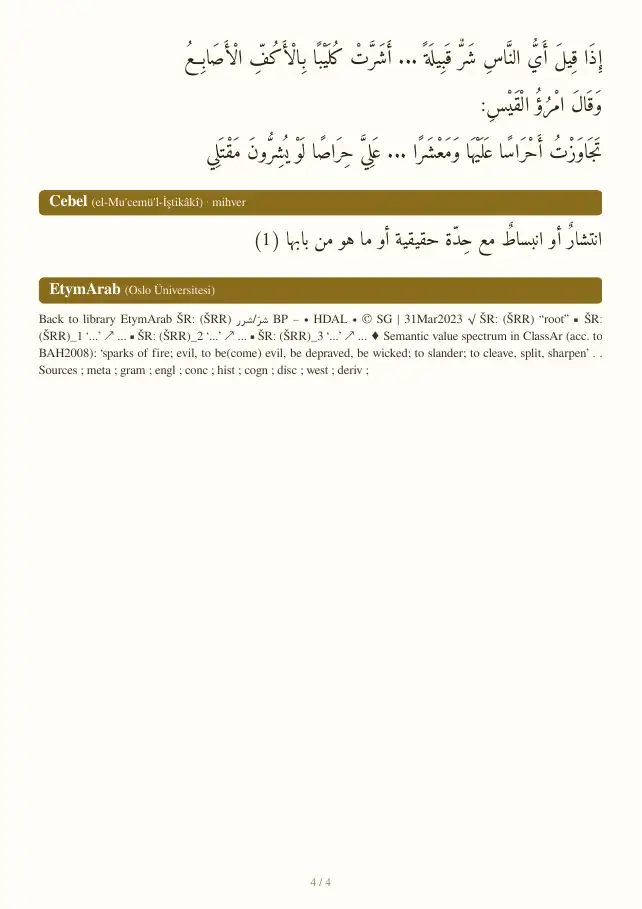 إِذَا قِيلَ أَيُّ النَّاسِ شَرٌّ قَبِيلَةً ... أَشَرَّتْ كُلَيْبًا بِالْأَكُفِّ الْأَصَابِعُ
وَقَالَ امْرُؤُ الْقَيْسِ:
تَجَاوَزْتُ أَحْرَاسًا عَلَيْهَا وَمَعْشَرًا ... عَلَيَّ حِرَاصًا لَوْ يُشِرُّونَ مَقْتَلِي
Cebel (el-Mu'cemü'l-İştikâkî) · mihver
انتشارٌ أو انبساطٌ مع حِدّة حقيقية أو ما هو من بابها (1)
EtymArab (Oslo Üniversitesi)
Back to library EtymArab ŠR: (ŠRR) شرّ/شرر BP – • HDAL • © SG | 31Mar2023 √ ŠR: (ŠRR) “root” ▪ ŠR:
(ŠRR)_1 ‘...’ ↗ ... ▪ ŠR: (ŠRR)_2 ‘...’ ↗ ... ▪ ŠR: (ŠRR)_3 ‘...’ ↗ ... ♦ Semantic value spectrum in ClassAr (acc. to
BAH2008): ‘sparks of fire; evil, to be(come) evil, be depraved, be wicked; to slander; to cleave, split, sharpen’ . .
Sources ; meta ; gram ; engl ; conc ; hist ; cogn ; disc ; west ; deriv ;
4 / 4